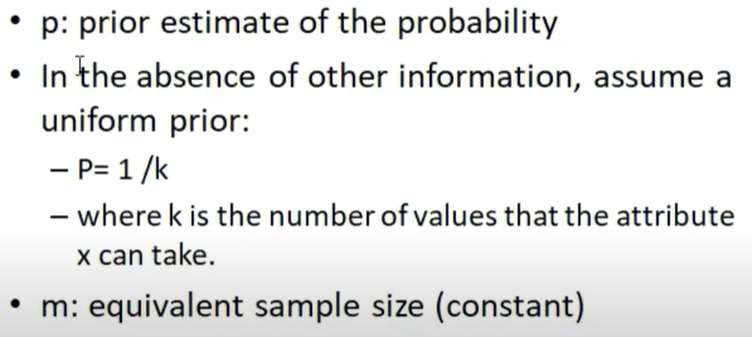 • p: prior estimate of the probability
• In the absence of other information, assume a
uniform prior:
– P= 1 /k
– where k is the number of values that the attribute
x can take.
• m: equivalent sample size (constant)